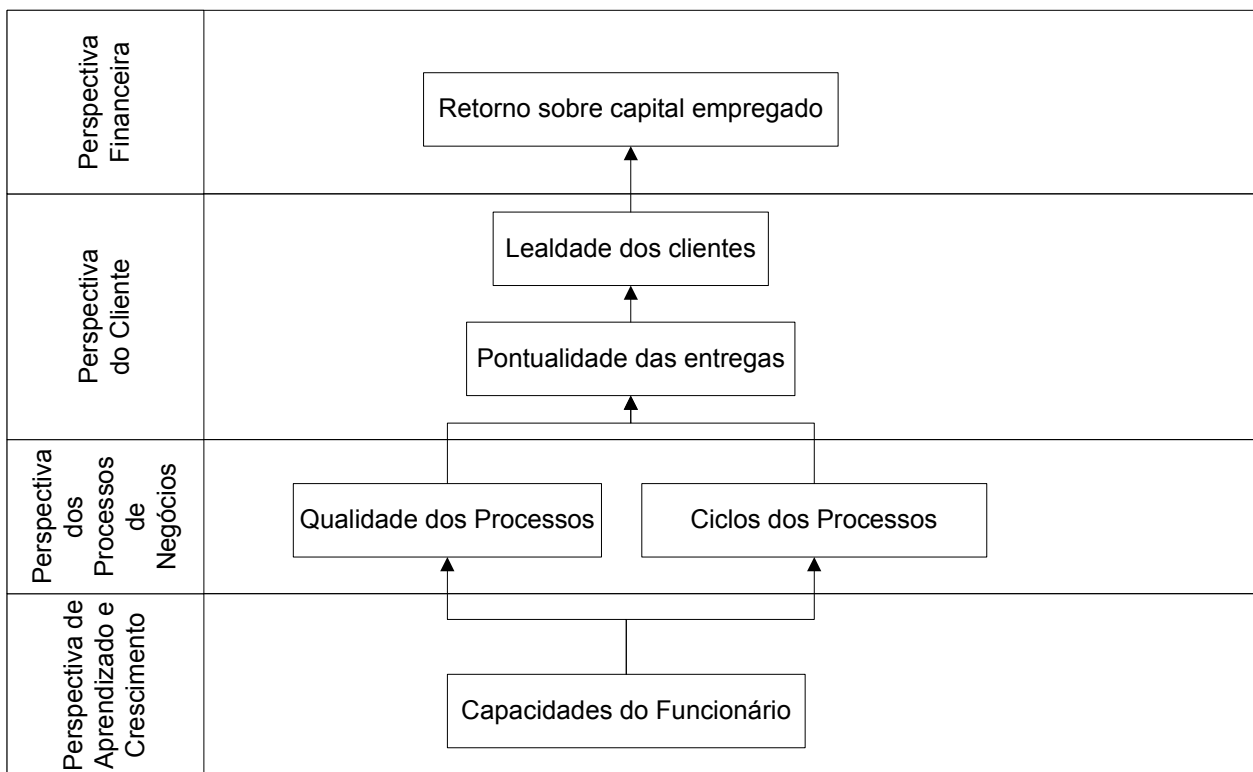 Perspectiva
Financeira
Retorno sobre capital empregado
Perspectiva
do Cliente
Lealdade dos clientes
Pontualidade das entregas
Perspectiva
dos
Processos
de
Negócios
Qualidade dos Processos
Ciclos dos Processos
Perspectiva de
Aprendizado e
Crescimento
Capacidades do Funcionário